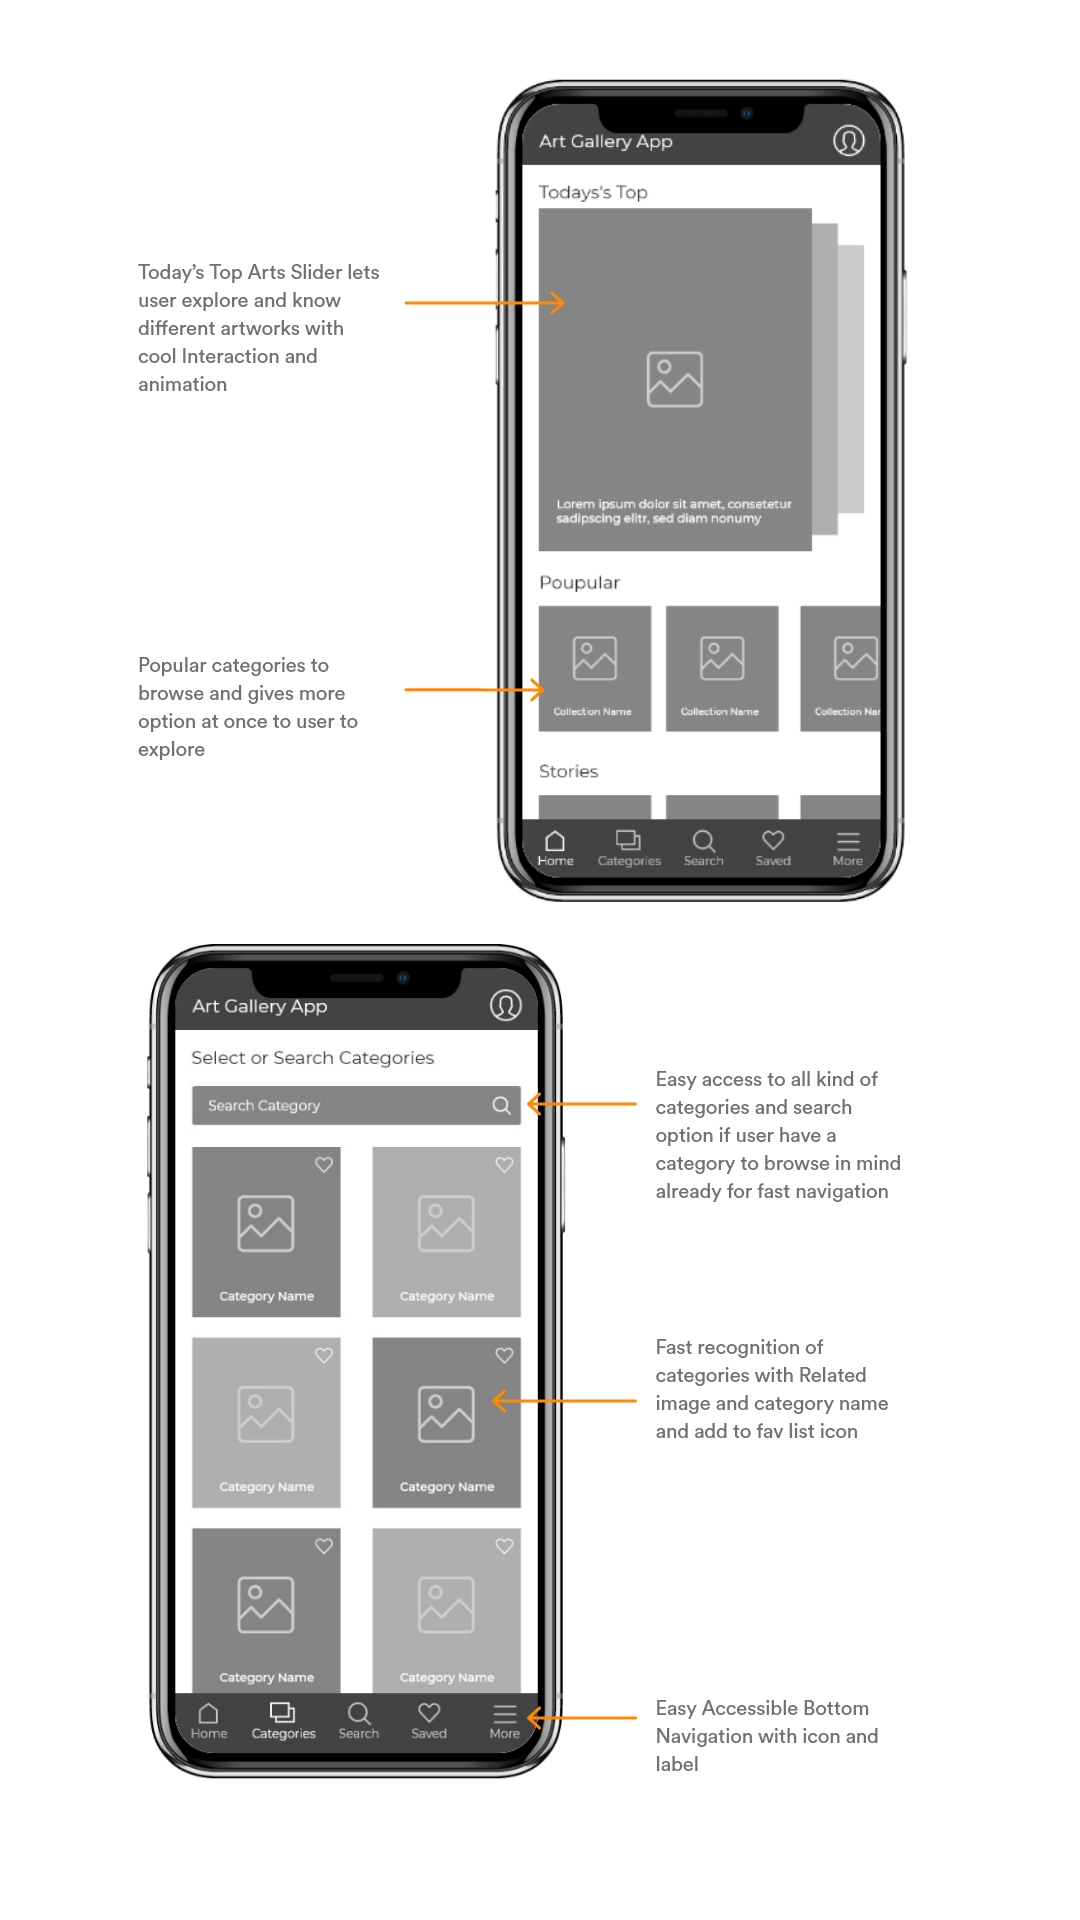 Art Gallery App
Todays's Top
Today's Top Arts Slider lets
user explore and know
different artworks with
cool Interaction and
animation
Lorem ipsum dolor sit amet, consetetur
sadipscing elitr, sed diam nonumy
Poupular
Popular categories to
browse and gives more
option at once to user to
explore
Collection Name
Collection Name
Collection Nar
Stories
Home
Categories
Search
Saved
More
Art Gallery App
Select or Search Categories
Search Category
Easy access to all kind of
categories and search
option if user have a
category to browse in mind
already for fast navigation
Category Name
Category Name
Fast recognition of
categories with Related
image and category name
and add to fav list icon
Category Name
Category Name
Category Name
Category Name
Home
Categories
Search
Saved
More
Easy Accessible Bottom
Navigation with icon and
label